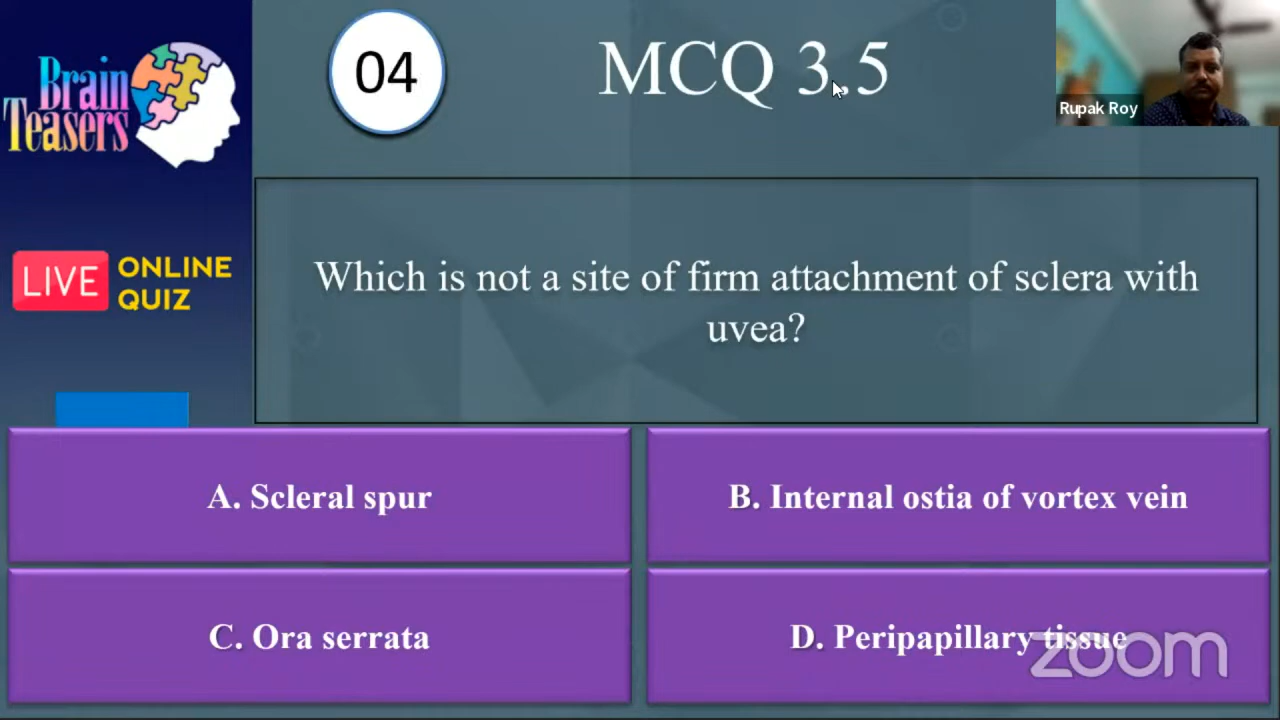 Brain
Teasers
04
MCQ 3.5
Rupak Roy
LIVE
ONLINE
QUIZ
Which is not a site of firm attachment of sclera with
uvea?
A. Scleral spur
B. Internal ostia of vortex vein
C. Ora serrata
D. Peripapillary tissue
zoom